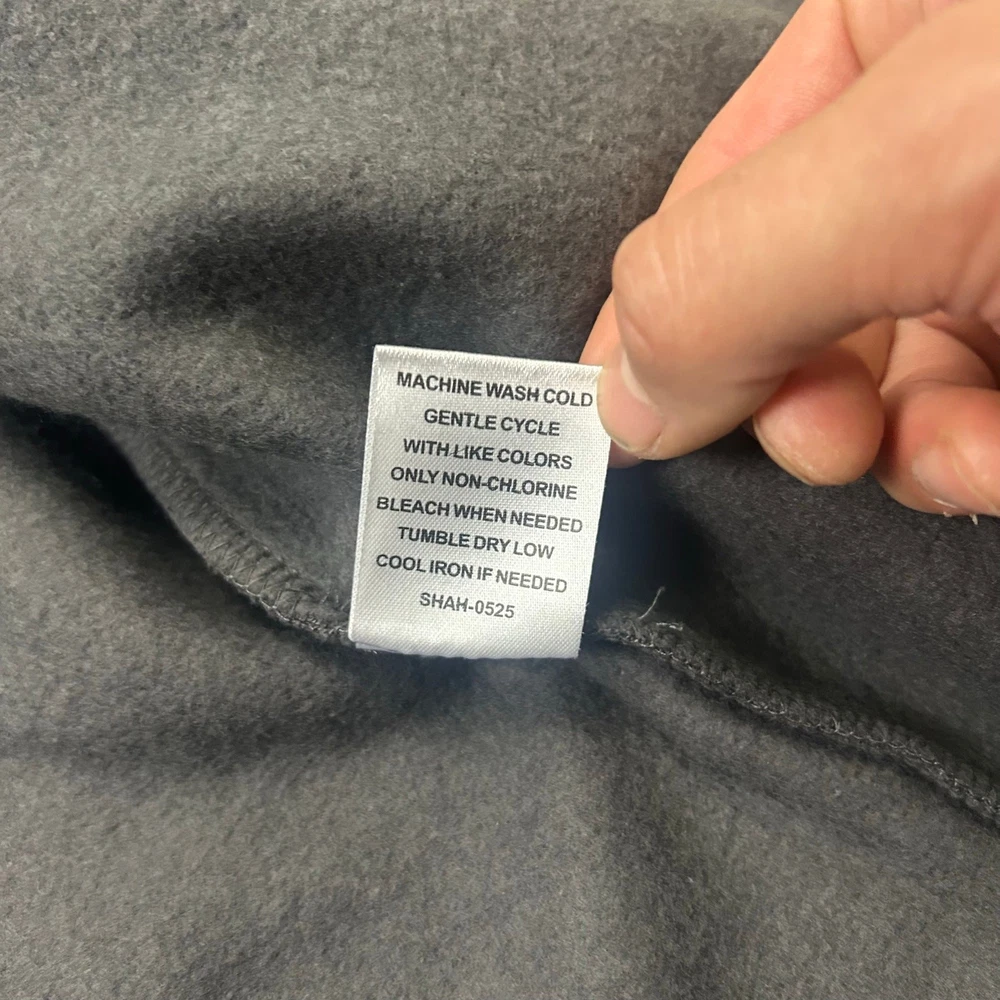 MACHINE WASH COLD
GENTLE CYCLE
WITH LIKE COLORS
ONLY NON-CHLORINE
BLEACH WHEN NEEDED
TUMBLE DRY LOW
COOL IRON IF NEEDED
SHAH-0525